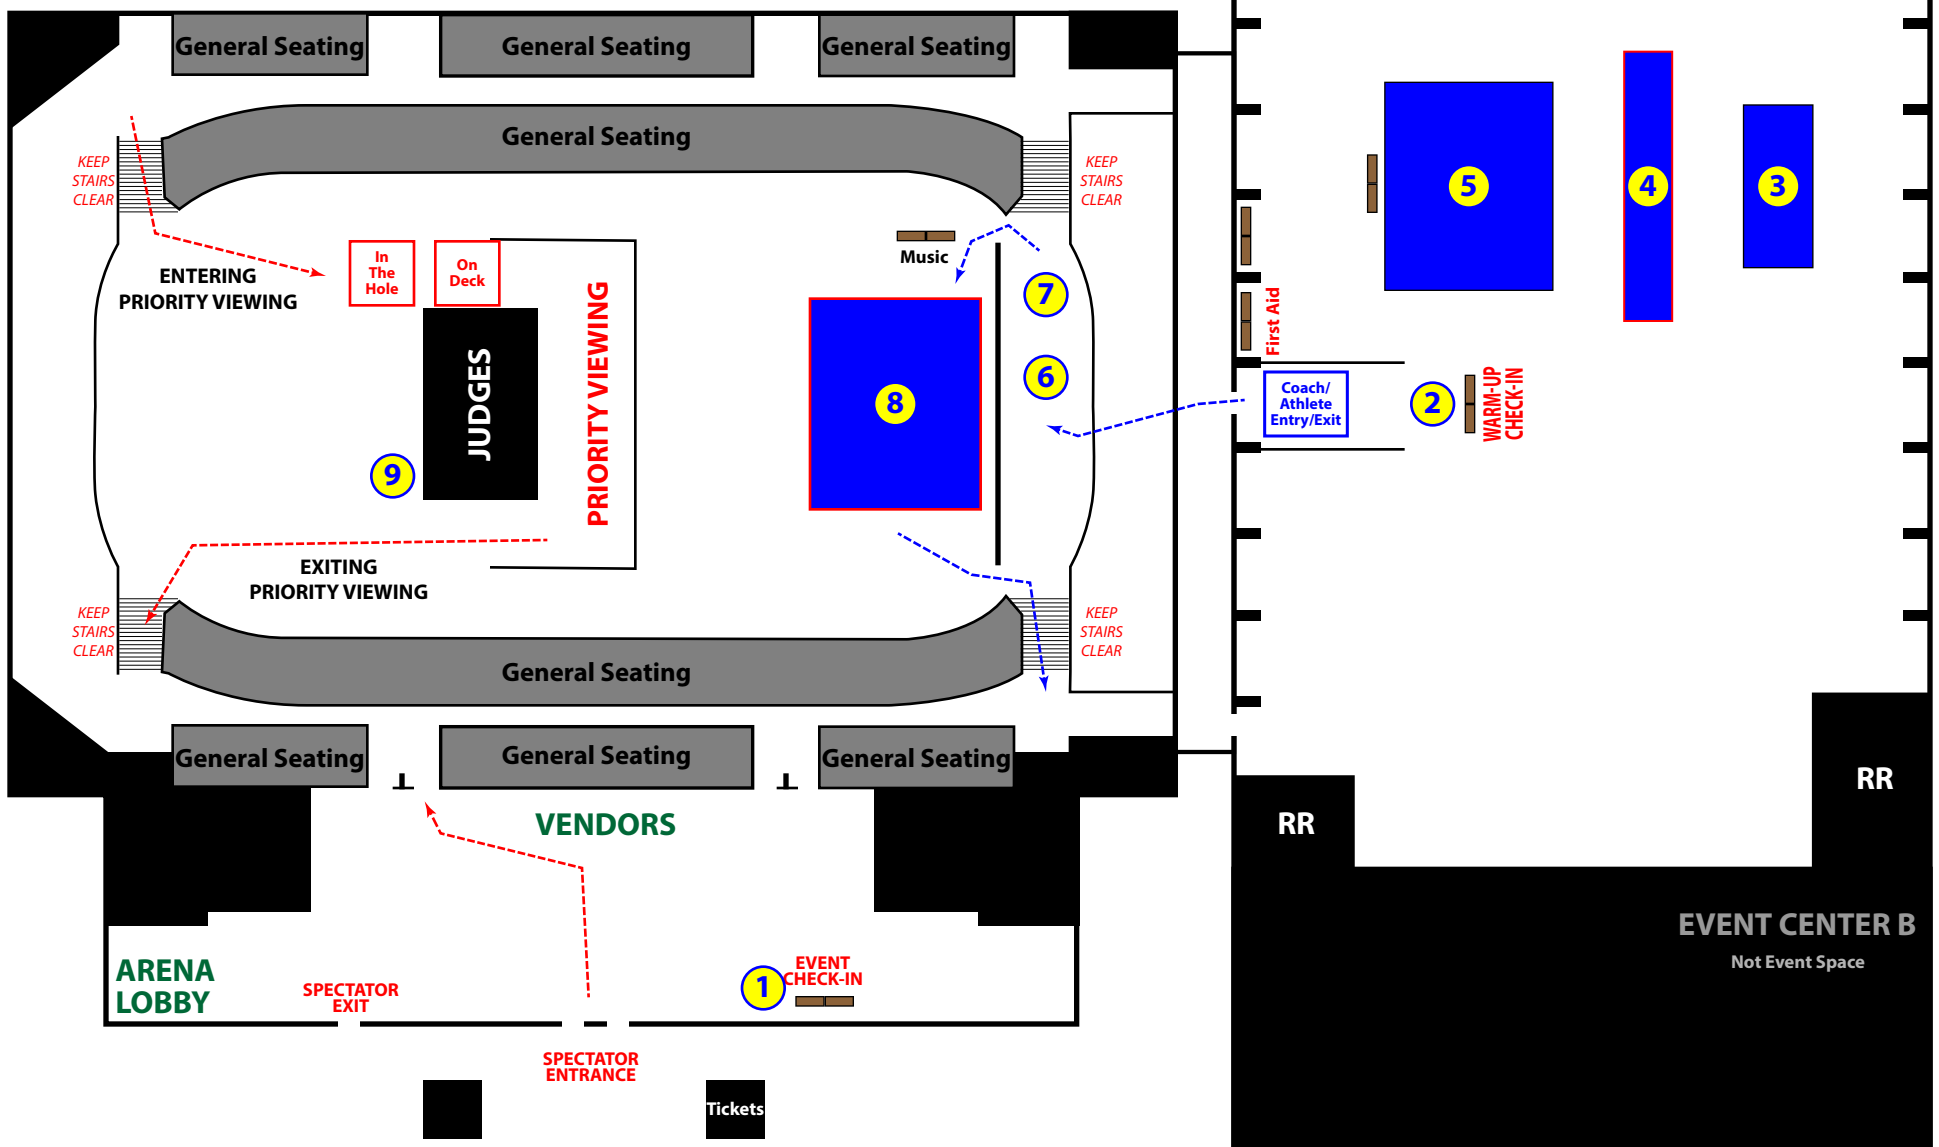 General Seating
General Seating
General Seating
General Seating
KEEP
STAIRS
CLEAR
KEEP
STAIRS
CLEAR
5
4
3
In
The
Hole
On
Deck
Music
ENTERING
PRIORITY VIEWING
7
6
8
JUDGES
PRIORITY VIEWING
9
First Aid
Coach/
Athlete
Entry/Exit
2
WARM-UP
CHECK-IN
EXITING
PRIORITY VIEWING
KEEP
STAIRS
CLEAR
KEEP
STAIRS
CLEAR
General Seating
General Seating
General Seating
General Seating
VENDORS
RR
RR
EVENT CENTER B
Not Event Space
ARENA
LOBBY
SPECTATOR
EXIT
1
EVENT
CHECK-IN
SPECTATOR
ENTRANCE
Tickets